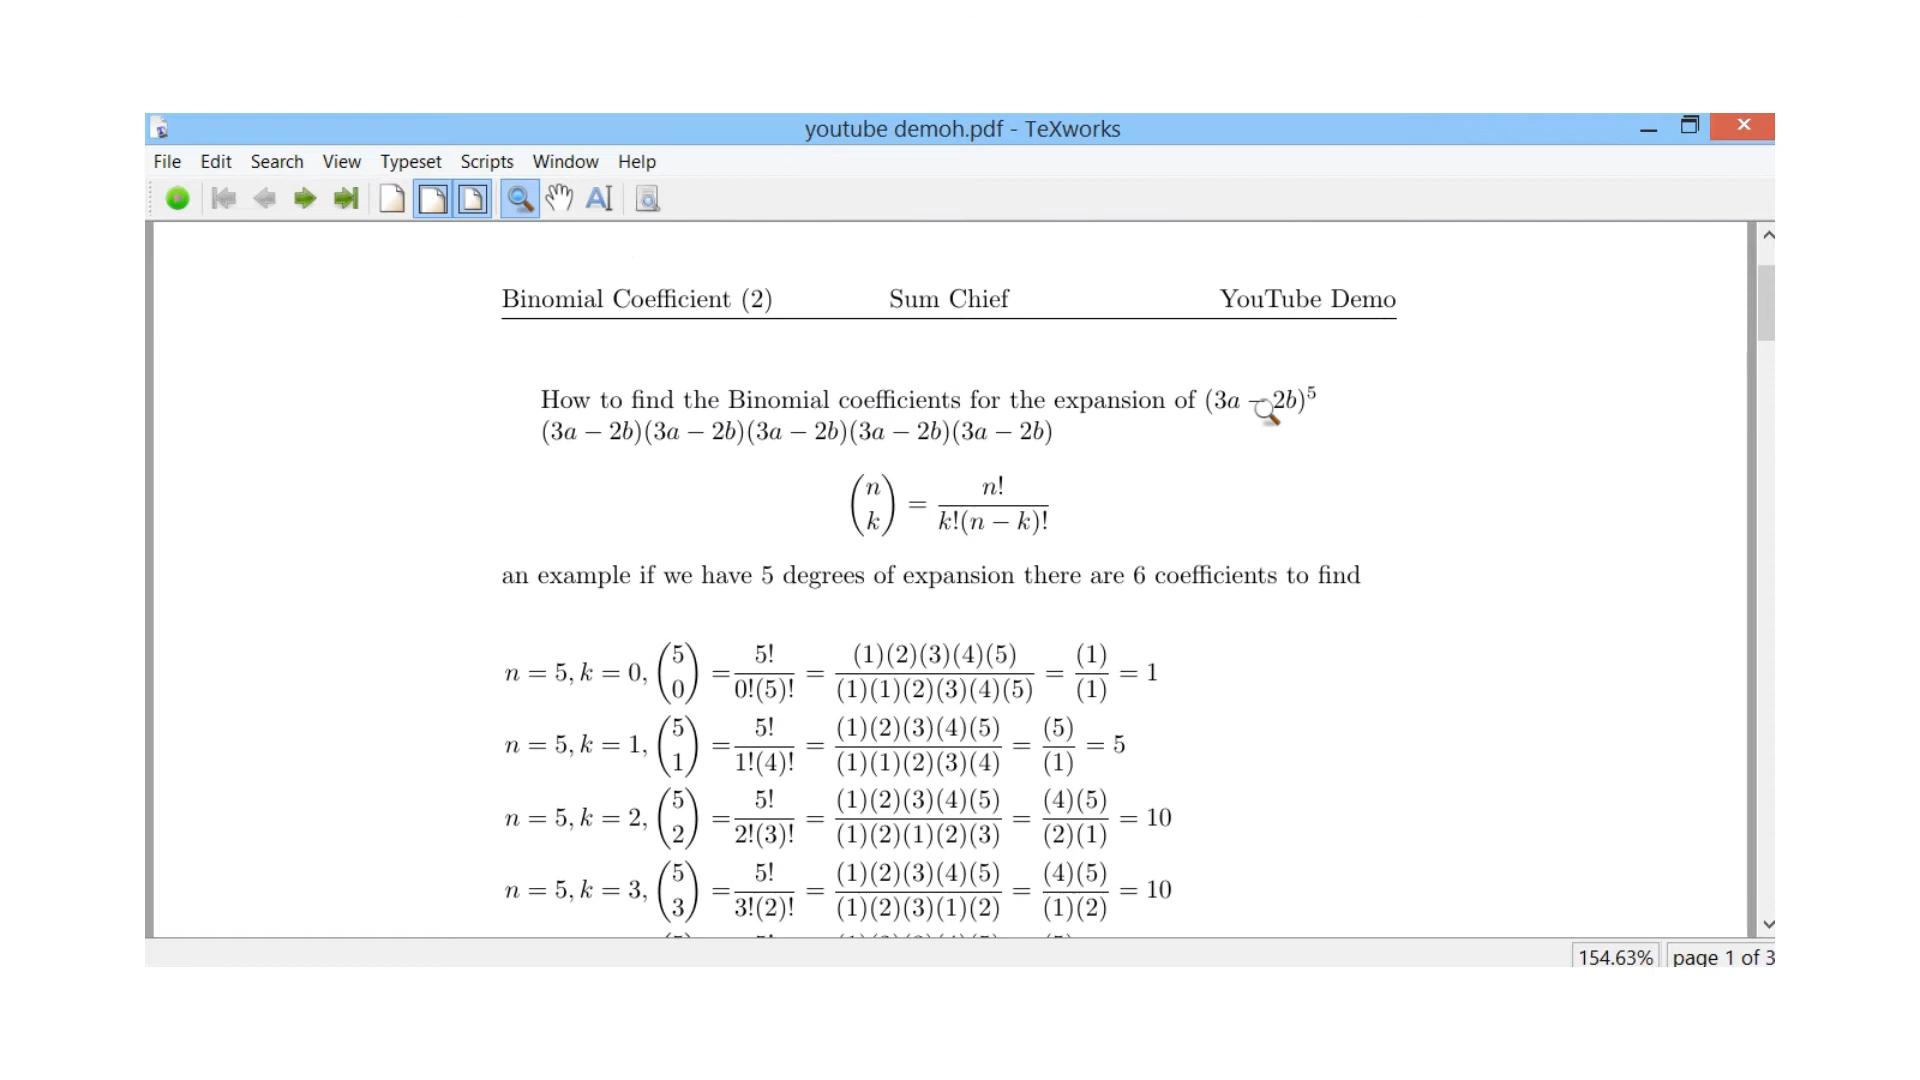 youtube demoh.pdf - TeXworks
File Edit Search View Typeset Scripts Window Help
Binomial Coefficient (2) Sum Chief YouTube Demo
How to find the Binomial coefficients for the expansion of (3a − 2b)^5
(3a − 2b)(3a − 2b)(3a − 2b)(3a − 2b)(3a − 2b)
(n k) = n! / k!(n − k)!
an example if we have 5 degrees of expansion there are 6 coefficients to find
n = 5, k = 0, (5 0) = 5! / 0!(5)! = (1)(2)(3)(4)(5) / (1)(1)(2)(3)(4)(5) = (1) / (1) = 1
n = 5, k = 1, (5 1) = 5! / 1!(4)! = (1)(2)(3)(4)(5) / (1)(1)(2)(3)(4) = (5) / (1) = 5
n = 5, k = 2, (5 2) = 5! / 2!(3)! = (1)(2)(3)(4)(5) / (1)(2)(1)(2)(3) = (4)(5) / (2)(1) = 10
n = 5, k = 3, (5 3) = 5! / 3!(2)! = (1)(2)(3)(4)(5) / (1)(2)(3)(1)(2) = (4)(5) / (1)(2) = 10
154.63% page 1 of 3